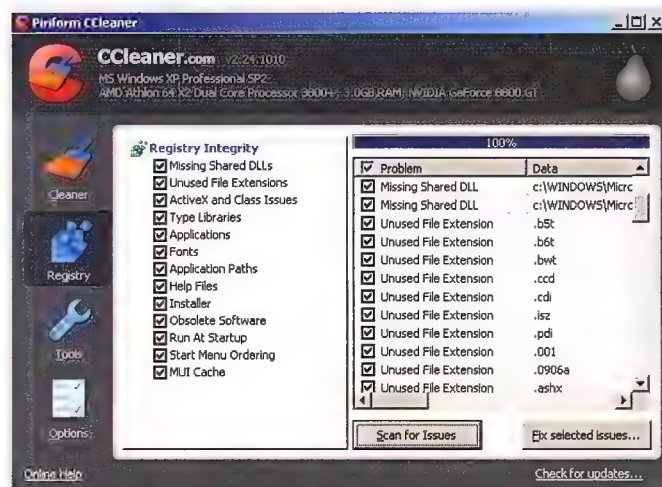 Piriform CCleaner
CCleaner.com v2.24.1010
MS Windows XP Professional SP2
AMD Athlon 64 X2 Dual Core Processor 3800+, 3.0GB RAM, NVIDIA GeForce 8800 GT
Cleaner
Registry
Tools
Options
Registry Integrity
Missing Shared DLLs
Unused File Extensions
ActiveX and Class Issues
Type Libraries
Applications
Fonts
Application Paths
Help Files
Installer
Obsolete Software
Run At Startup
Start Menu Ordering
MUI Cache
100%
Problem Data
Missing Shared DLL c:\WINDOWS\Micrc
Missing Shared DLL c:\WINDOWS\Micrc
Unused File Extension .b5t
Unused File Extension .b6t
Unused File Extension .bwt
Unused File Extension .ccd
Unused File Extension .cdi
Unused File Extension .isz
Unused File Extension .pdi
Unused File Extension .001
Unused File Extension .0906a
Unused File Extension .ashx
Scan for Issues
Fix selected issues...
Online Help
Check for updates...